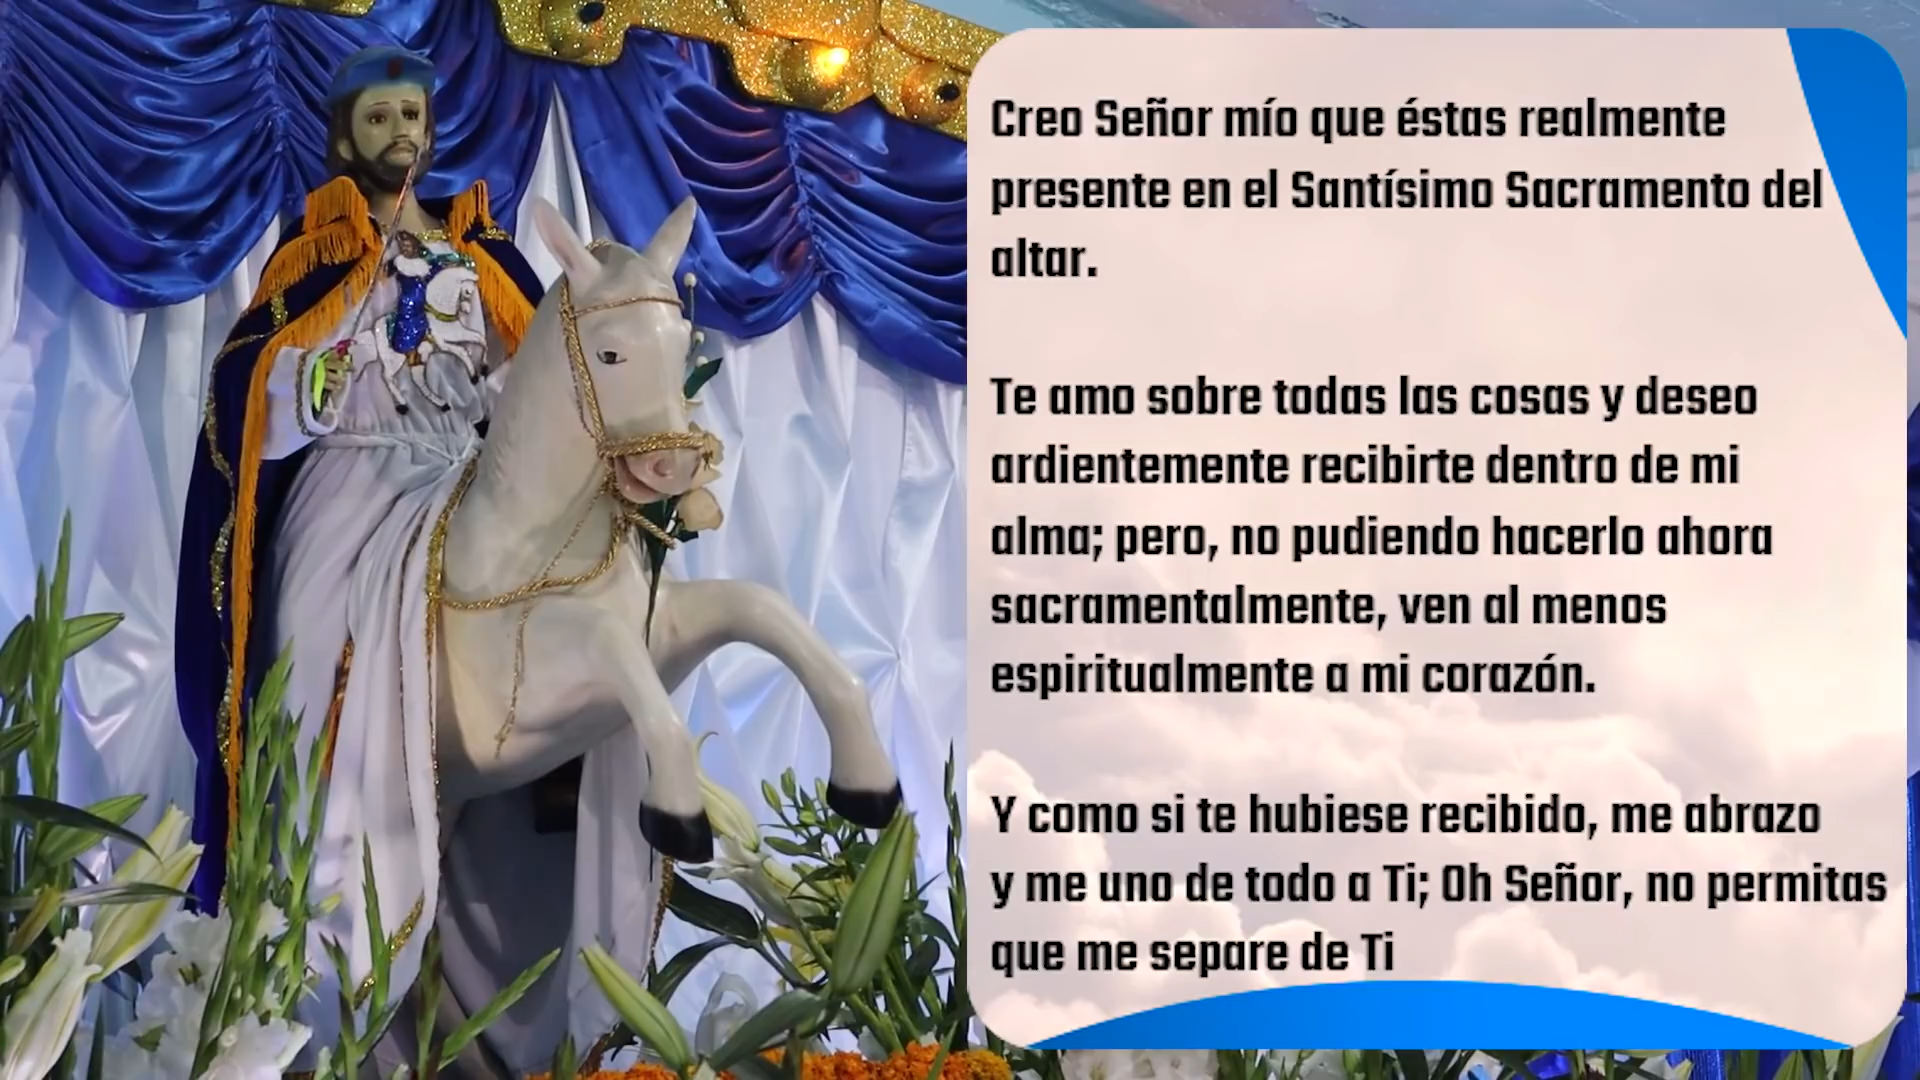 Creo Señor mío que éstas realmente
presente en el Santísimo Sacramento del
altar.
Te amo sobre todas las cosas y deseo
ardientemente recibirte dentro de mi
alma; pero, no pudiendo hacerlo ahora
sacramentalmente, ven al menos
espiritualmente a mi corazón.
Y como si te hubiese recibido, me abrazo
y me uno de todo a Ti; Oh Señor, no permitas
que me separe de Ti